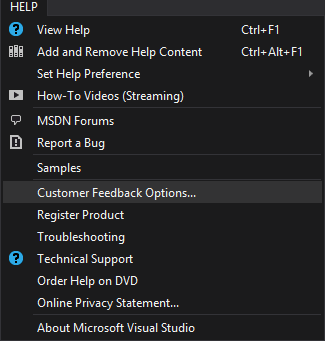 HELP
View Help Ctrl+F1
Add and Remove Help Content Ctrl+Alt+F1
Set Help Preference
How-To Videos (Streaming)
MSDN Forums
Report a Bug
Samples
Customer Feedback Options...
Register Product
Troubleshooting
Technical Support
Order Help on DVD
Online Privacy Statement...
About Microsoft Visual Studio